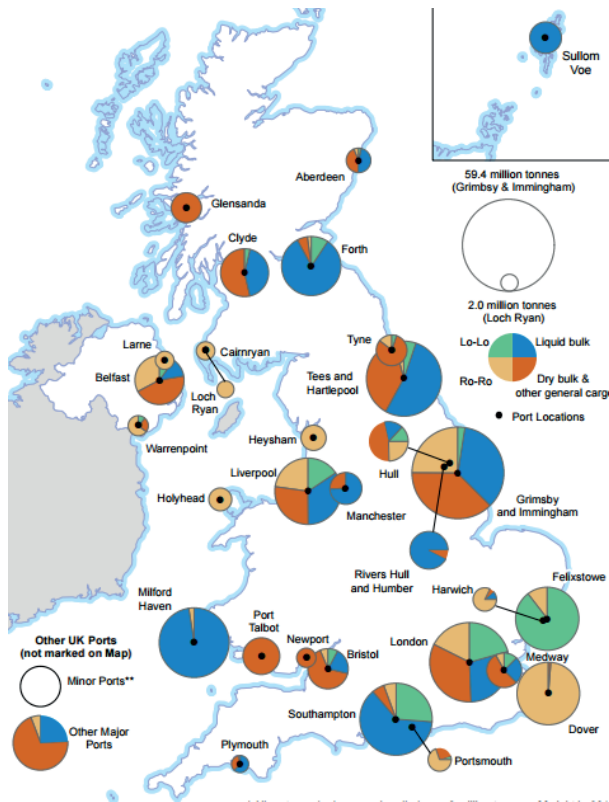 Sullom
Voe
59.4 million tonnes
(Grimsby & Immingham)
2.0 million tonnes
(Loch Ryan)
Lo-Lo
Liquid bulk
Ro-Ro
Dry bulk &
other general cargo
Port Locations
Aberdeen
Glensanda
Clyde
Forth
Larne
Cairnryan
Belfast
Loch
Ryan
Warrenpoint
Tyne
Tees and
Hartlepool
Heysham
Liverpool
Hull
Holyhead
Manchester
Grimsby
and Immingham
Rivers Hull
and Humber
Felixstowe
Harwich
Milford
Haven
Port
Talbot
Newport
Bristol
London
Medway
Dover
Southampton
Portsmouth
Plymouth
Other UK Ports
(not marked on Map)
Minor Ports**
Other Major
Ports